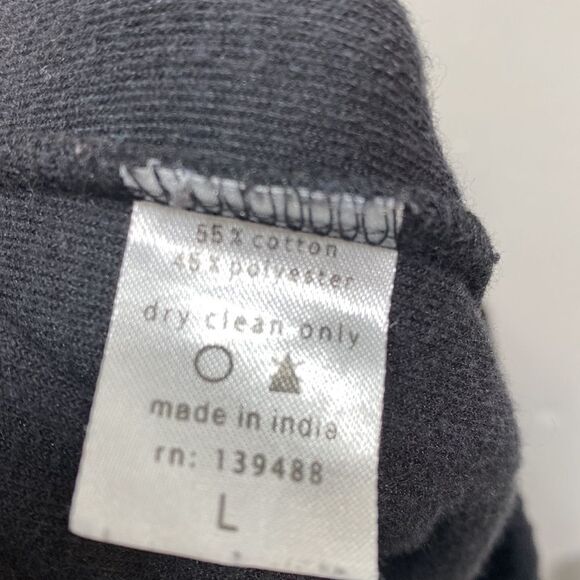 55% cotton
45% polyester
dry clean only
made in india
rn: 139488
L